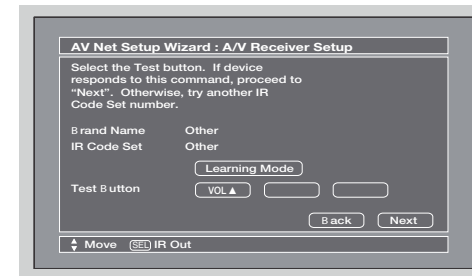 AV Net Setup Wizard : A/V Receiver Setup
Select the Test button. If device
responds to this command, proceed to
“Next”. Otherwise, try another IR
Code Set number.
Brand Name Other
IR Code Set Other
Learning Mode
Test Button VOL▲
Back Next
Move SEL IR Out